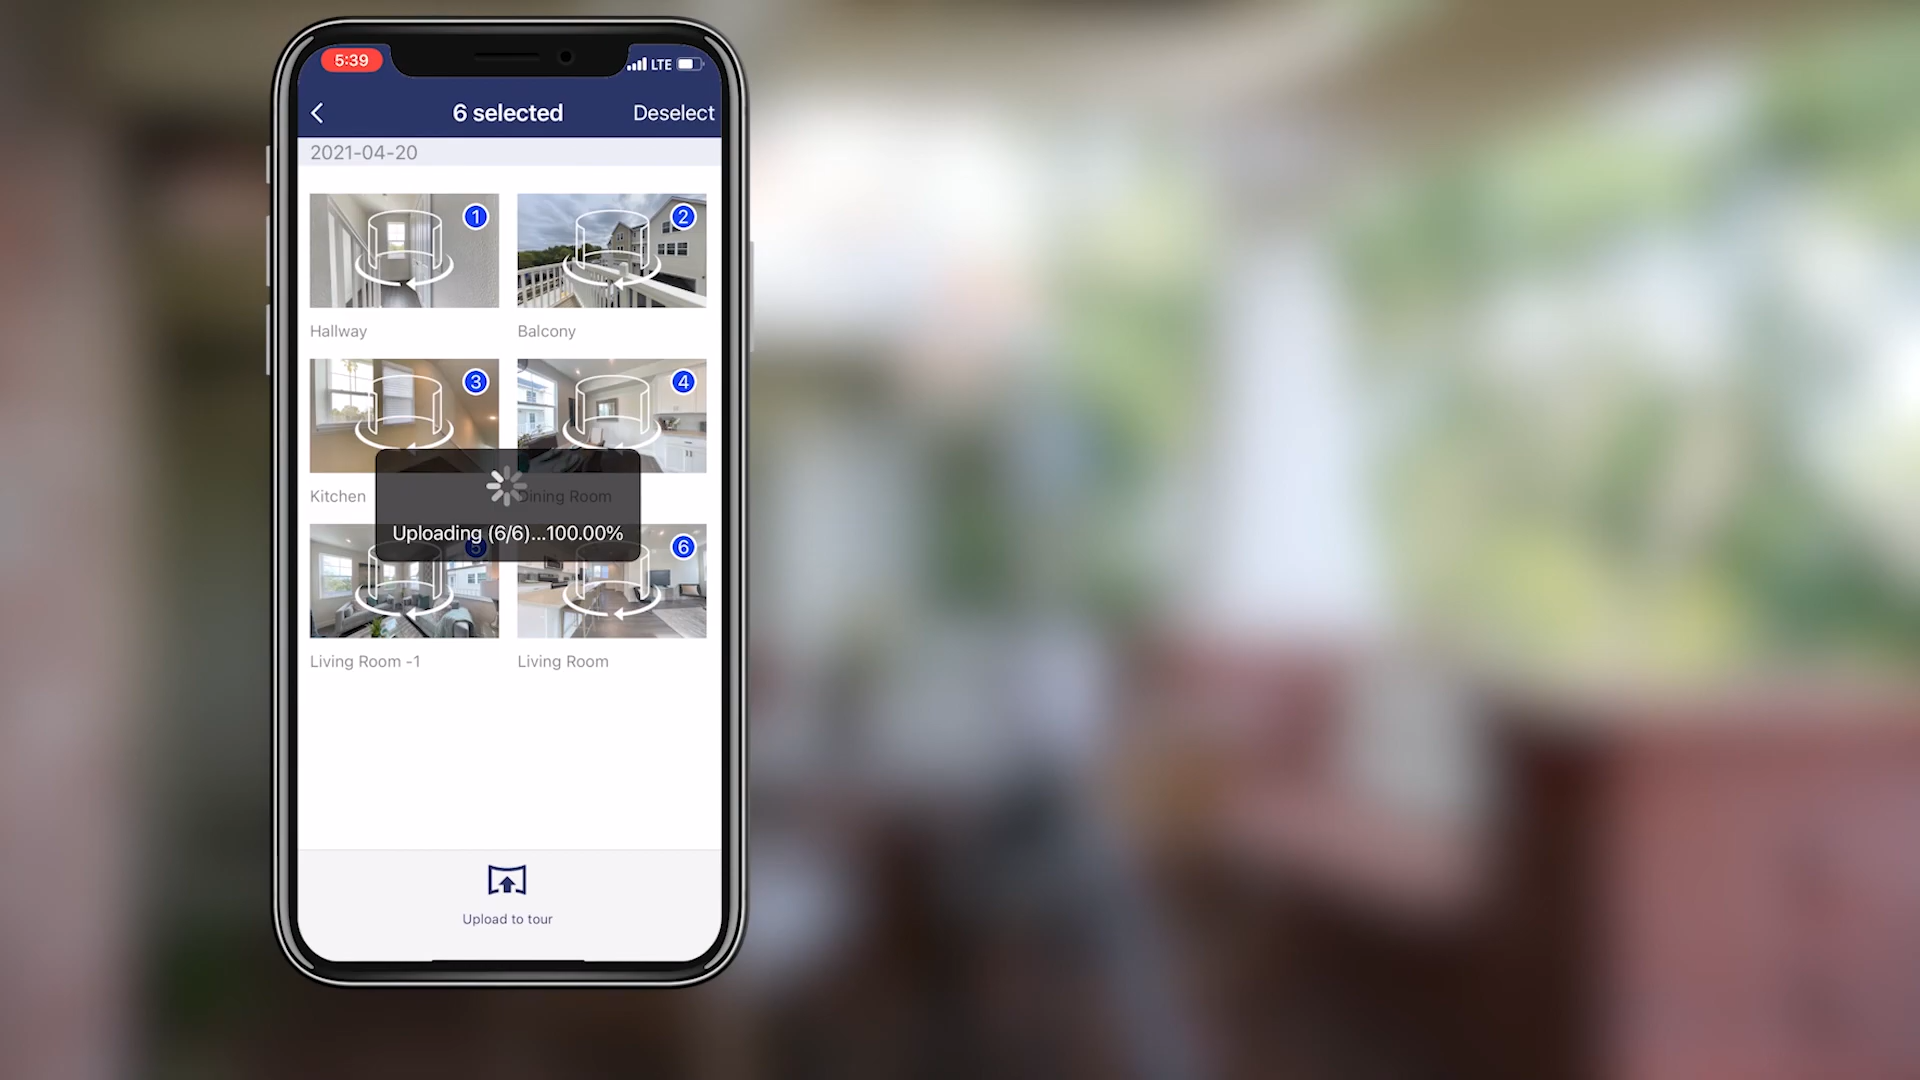 5:39
LTE
6 selected
Deselect
2021-04-20
1
2
Hallway
Balcony
3
4
Kitchen
Dining Room
Uploading (6/6)...100.00%
5
6
Living Room -1
Living Room
Upload to tour